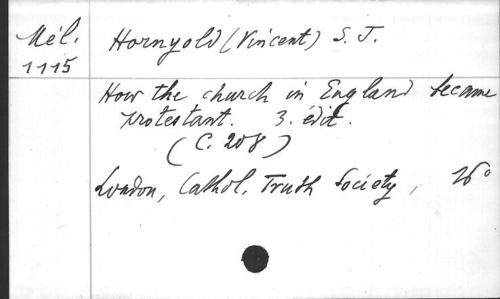 Mél. Hornyold (Vincent) S. J.
1115
How the church in England became
protestant. 3. édit.
(C. 208)
London, Cathol. Truth Society, 16°